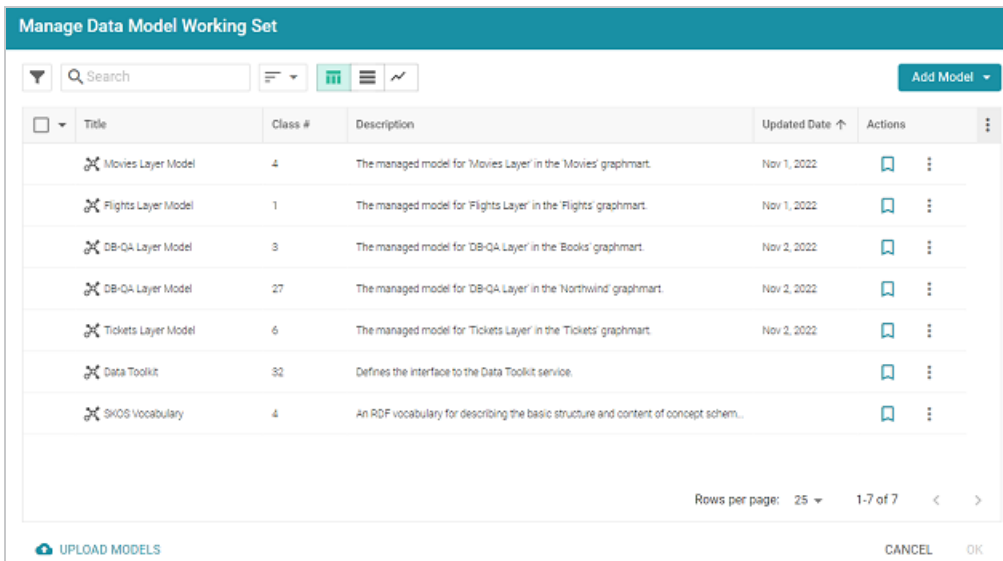 Manage Data Model Working Set
Search
Add Model
Title Class # Description Updated Date Actions
Movies Layer Model 4 The managed model for 'Movies Layer' in the 'Movies' graphmart. Nov 1, 2022
Flights Layer Model 1 The managed model for 'Flights Layer' in the 'Flights' graphmart. Nov 1, 2022
DB-QA Layer Model 3 The managed model for 'DB-QA Layer' in the 'Books' graphmart. Nov 2, 2022
DB-QA Layer Model 27 The managed model for 'DB-QA Layer' in the 'Northwind' graphmart. Nov 2, 2022
Tickets Layer Model 6 The managed model for 'Tickets Layer' in the 'Tickets' graphmart. Nov 2, 2022
Data Toolkit 32 Defines the interface to the Data Toolkit service.
SKOS Vocabulary 4 An RDF vocabulary for describing the basic structure and content of concept schem...
Rows per page: 25 1-7 of 7
UPLOAD MODELS CANCEL OK